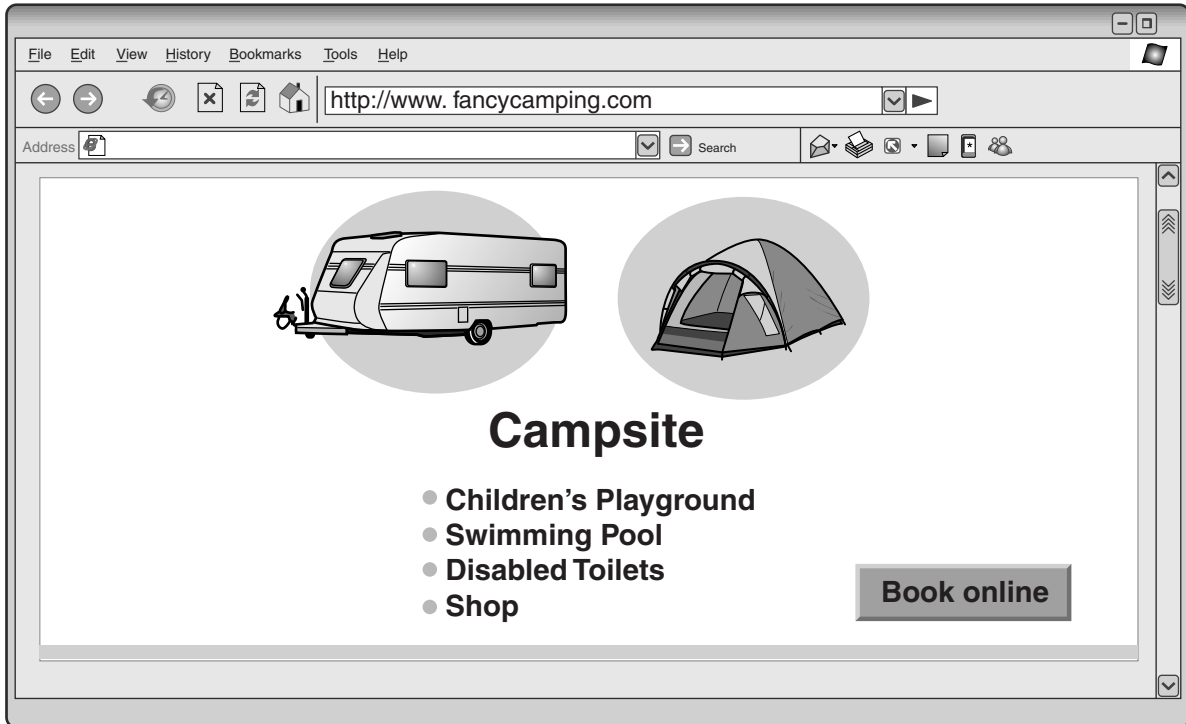 File Edit View History Bookmarks Tools Help
http://www. fancycamping.com
Address Search
Campsite
Children’s Playground
Swimming Pool
Disabled Toilets
Shop
Book online